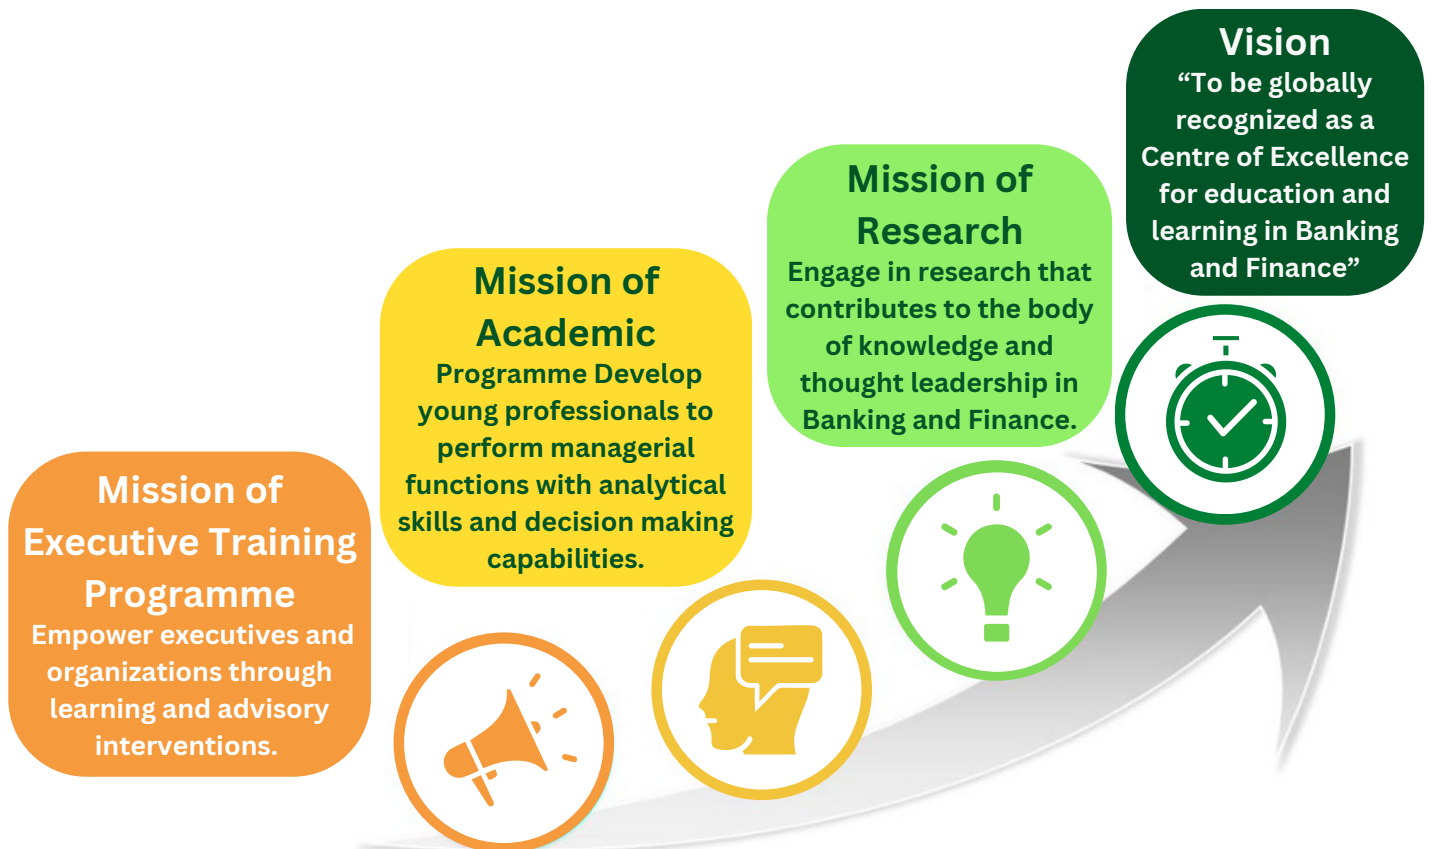 Mission of
Executive Training
Programme
Empower executives and
organizations through
learning and advisory
interventions.
Mission of
Academic
Programme Develop
young professionals to
perform managerial
functions with analytical
skills and decision making
capabilities.
Mission of
Research
Engage in research that
contributes to the body
of knowledge and
thought leadership in
Banking and Finance.
Vision
“To be globally
recognized as a
Centre of Excellence
for education and
learning in Banking
and Finance”